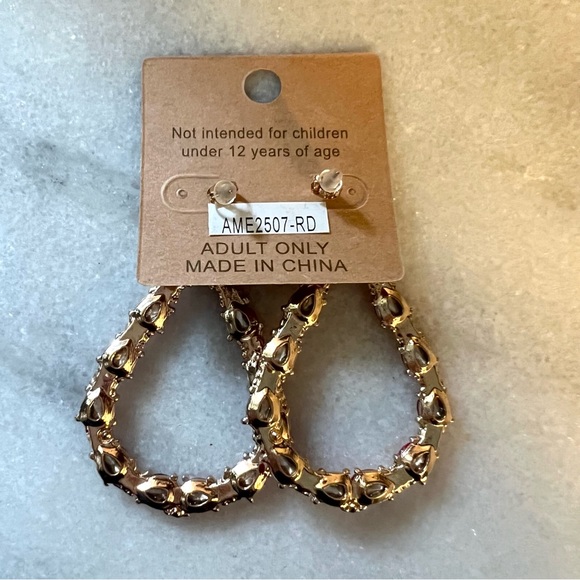 Not intended for children
under 12 years of age
AME2507-RD
ADULT ONLY
MADE IN CHINA